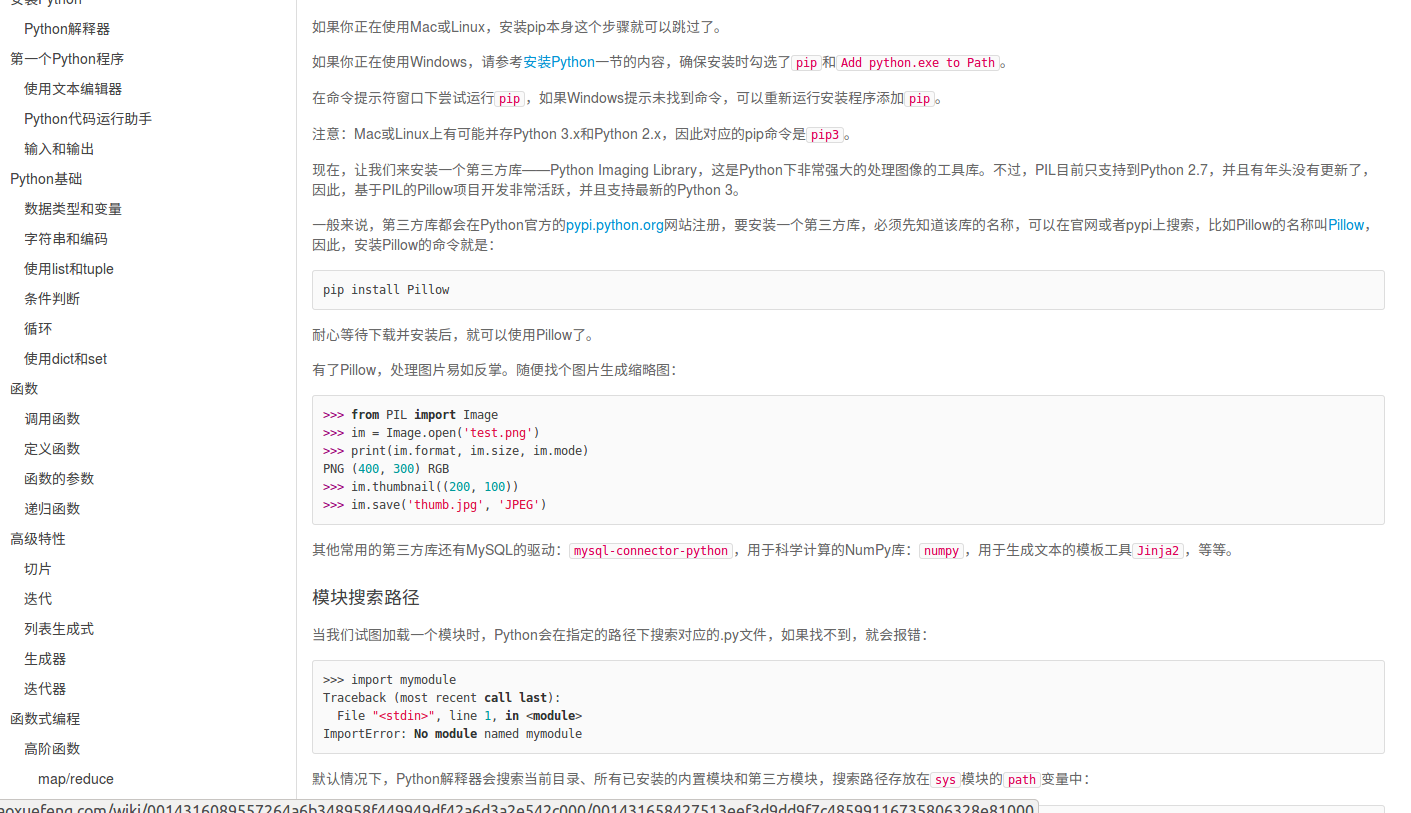 安装Python
Python解释器
第一个Python程序
使用文本编辑器
Python代码运行助手
输入和输出
Python基础
数据类型和变量
字符串和编码
使用list和tuple
条件判断
循环
使用dict和set
函数
调用函数
定义函数
函数的参数
递归函数
高级特性
切片
迭代
列表生成式
生成器
迭代器
函数式编程
高阶函数
map/reduce
如果你正在使用Mac或Linux，安装pip本身这个步骤就可以跳过了。
如果你正在使用Windows，请参考安装Python一节的内容，确保安装时勾选了pip和Add python.exe to Path。
在命令提示符窗口下尝试运行pip，如果Windows提示未找到命令，可以重新运行安装程序添加pip。
注意：Mac或Linux上有可能并存Python 3.x和Python 2.x，因此对应的pip命令是pip3。
现在，让我们来安装一个第三方库——Python Imaging Library，这是Python下非常强大的处理图像的工具库。不过，PIL目前只支持到Python 2.7，并且有年头没有更新了，
因此，基于PIL的Pillow项目开发非常活跃，并且支持最新的Python 3。
一般来说，第三方库都会在Python官方的pypi.python.org网站注册，要安装一个第三方库，必须先知道该库的名称，可以在官网或者pypi上搜索，比如Pillow的名称叫Pillow，
因此，安装Pillow的命令就是：
pip install Pillow
耐心等待下载并安装后，就可以使用Pillow了。
有了Pillow，处理图片易如反掌。随便找个图片生成缩略图：
>>> from PIL import Image
>>> im = Image.open('test.png')
>>> print(im.format, im.size, im.mode)
PNG (400, 300) RGB
>>> im.thumbnail((200, 100))
>>> im.save('thumb.jpg', 'JPEG')
其他常用的第三方库还有MySQL的驱动：mysql-connector-python，用于科学计算的NumPy库：numpy，用于生成文本的模板工具Jinja2，等等。
模块搜索路径
当我们试图加载一个模块时，Python会在指定的路径下搜索对应的.py文件，如果找不到，就会报错：
>>> import mymodule
Traceback (most recent call last):
File "<stdin>", line 1, in <module>
ImportError: No module named mymodule
默认情况下，Python解释器会搜索当前目录、所有已安装的内置模块和第三方模块，搜索路径存放在sys模块的path变量中：